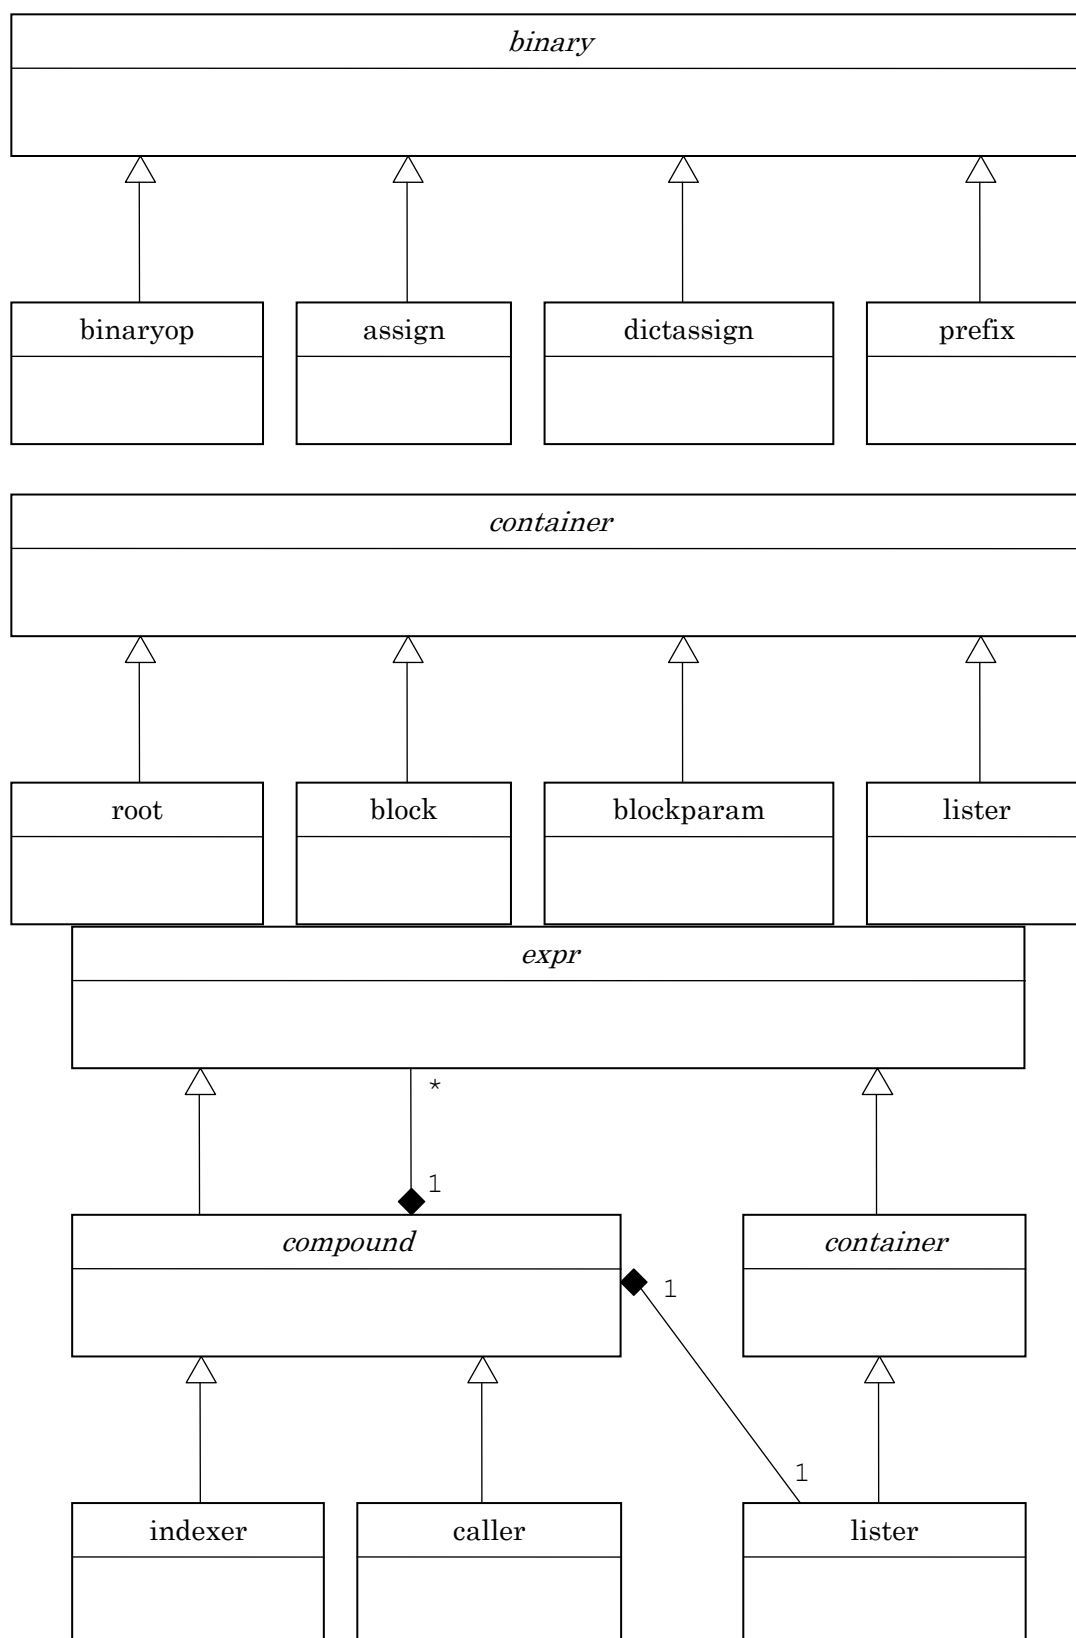 binary
binaryop assign dictassign prefix
container
root block blockparam lister
expr
*
1
compound container
1
1
indexer caller lister